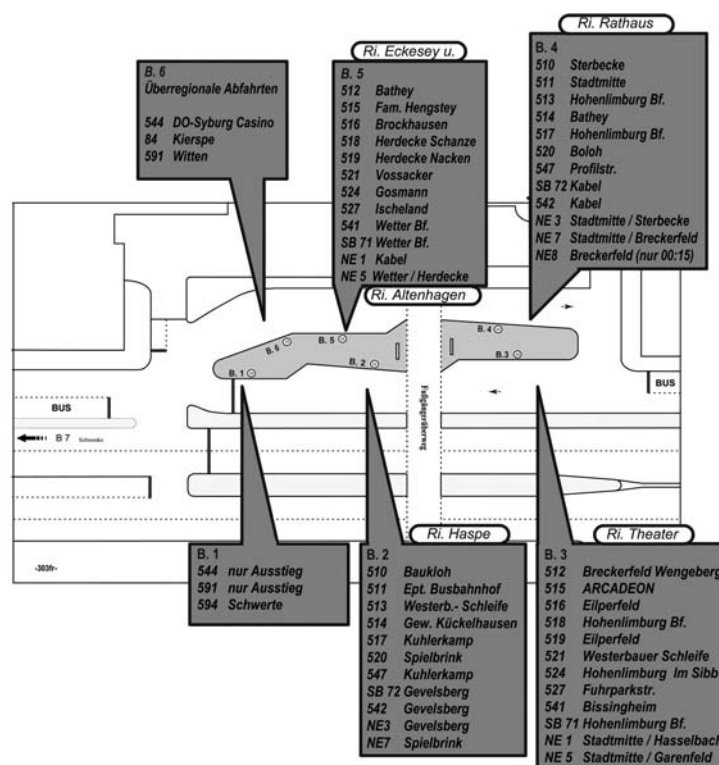 Ri. Rathaus
Ri. Eckesey u.
B. 6
Überregionale Abfahrten
544 DO-Syburg Casino
84 Kierspe
591 Witten
B. 5
512 Bathey
515 Fam. Hengstey
516 Brockhausen
518 Herdecke Schanze
519 Herdecke Nacken
521 Vossacker
524 Gosmann
527 Ischeland
541 Wetter Bf.
SB 71 Wetter Bf.
NE 1 Kabel
NE 5 Wetter / Herdecke
B. 4
510 Sterbecke
511 Stadtmitte
513 Hohenlimburg Bf.
514 Bathey
517 Hohenlimburg Bf.
520 Boloh
547 Profilstr.
SB 72 Kabel
542 Kabel
NE 3 Stadtmitte / Sterbecke
NE 7 Stadtmitte / Breckerfeld
NE8 Breckerfeld (nur 00:15)
Ri. Altenhagen
B. 6
B. 5
B. 4
B. 1
B. 2
B. 3
Fußgängerüberweg
BUS
BUS
B 7 Schwelm
-303fr-
Ri. Haspe
Ri. Theater
B. 1
544 nur Ausstieg
591 nur Ausstieg
594 Schwerte
B. 2
510 Baukloh
511 Ept. Busbahnhof
513 Westerb.- Schleife
514 Gew. Kückelhausen
517 Kuhlerkamp
520 Spielbrink
547 Kuhlerkamp
SB 72 Gevelsberg
542 Gevelsberg
NE3 Gevelsberg
NE7 Spielbrink
B. 3
512 Breckerfeld Wengeberg
515 ARCADEON
516 Eilperfeld
518 Hohenlimburg Bf.
519 Eilperfeld
521 Westerbauer Schleife
524 Hohenlimburg Im Sibb
527 Fuhrparkstr.
541 Bissingheim
SB 71 Hohenlimburg Bf.
NE 1 Stadtmitte / Hasselbach
NE 5 Stadtmitte / Garenfeld